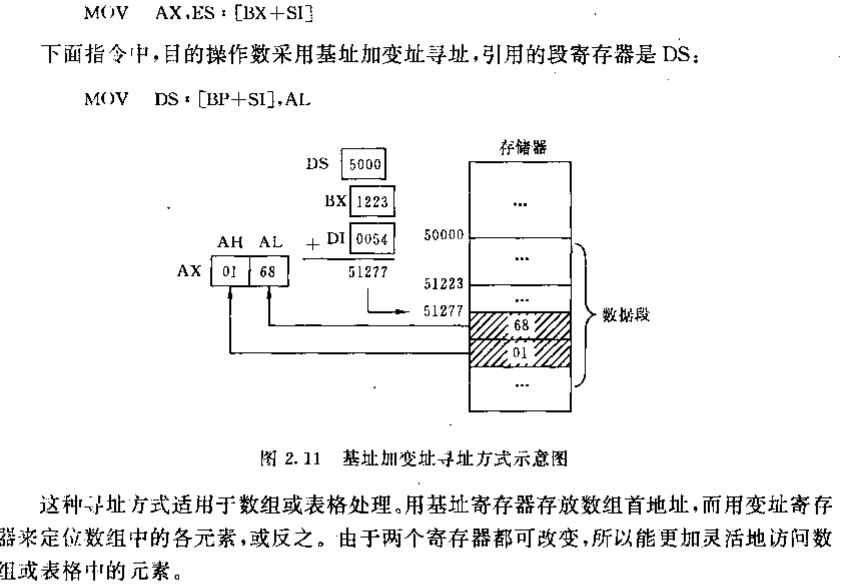 MOV AX,ES:[BX+SI]
下面指令中,目的操作数采用基址加变址寻址,引用的段寄存器是 DS:
MOV DS:[BP+SI],AL
存储器
DS 5000
BX 1223
...
DI 0054
+
50000
AH AL
...
AX 01 68
51277
51223
...
51277
68
数据段
01
...
图 2.11 基址加变址寻址方式示意图
这种寻址方式适用于数组或表格处理。用基址寄存器存放数组首地址,而用变址寄存
器来定位数组中的各元素,或反之。由于两个寄存器都可改变,所以能更加灵活地访问数
组或表格中的元素。